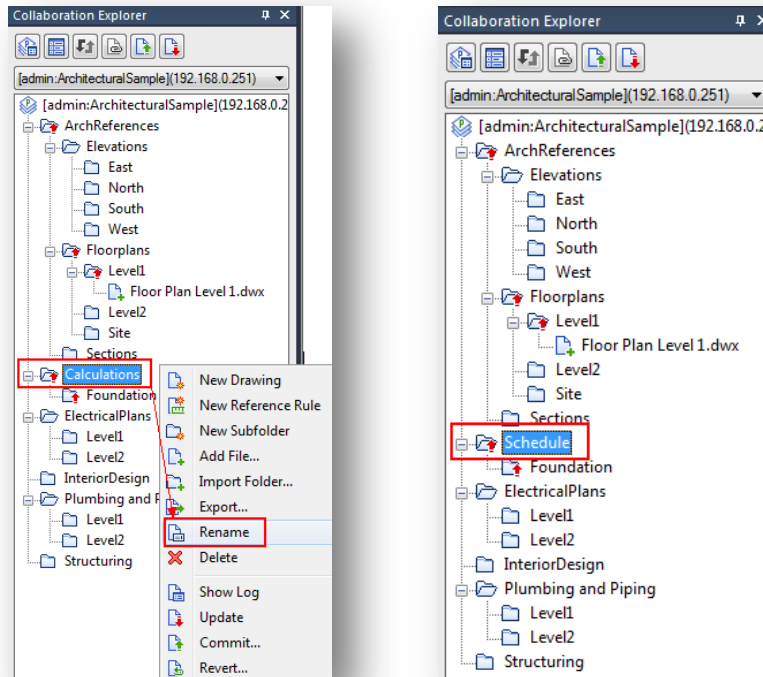 Collaboration Explorer
[admin:ArchitecturalSample](192.168.0.251)
[admin:ArchitecturalSample](192.168.0.2
ArchReferences
Elevations
East
North
South
West
Floorplans
Level1
Floor Plan Level 1.dwx
Level2
Site
Sections
Calculations
Foundation
ElectricalPlans
Level1
Level2
InteriorDesign
Plumbing and P
Level1
Level2
Structuring
New Drawing
New Reference Rule
New Subfolder
Add File...
Import Folder...
Export...
Rename
Delete
Show Log
Update
Commit...
Revert...
Collaboration Explorer
[admin:ArchitecturalSample](192.168.0.251)
[admin:ArchitecturalSample](192.168.0.2
ArchReferences
Elevations
East
North
South
West
Floorplans
Level1
Floor Plan Level 1.dwx
Level2
Site
Sections
Schedule
Foundation
ElectricalPlans
Level1
Level2
InteriorDesign
Plumbing and Piping
Level1
Level2
Structuring